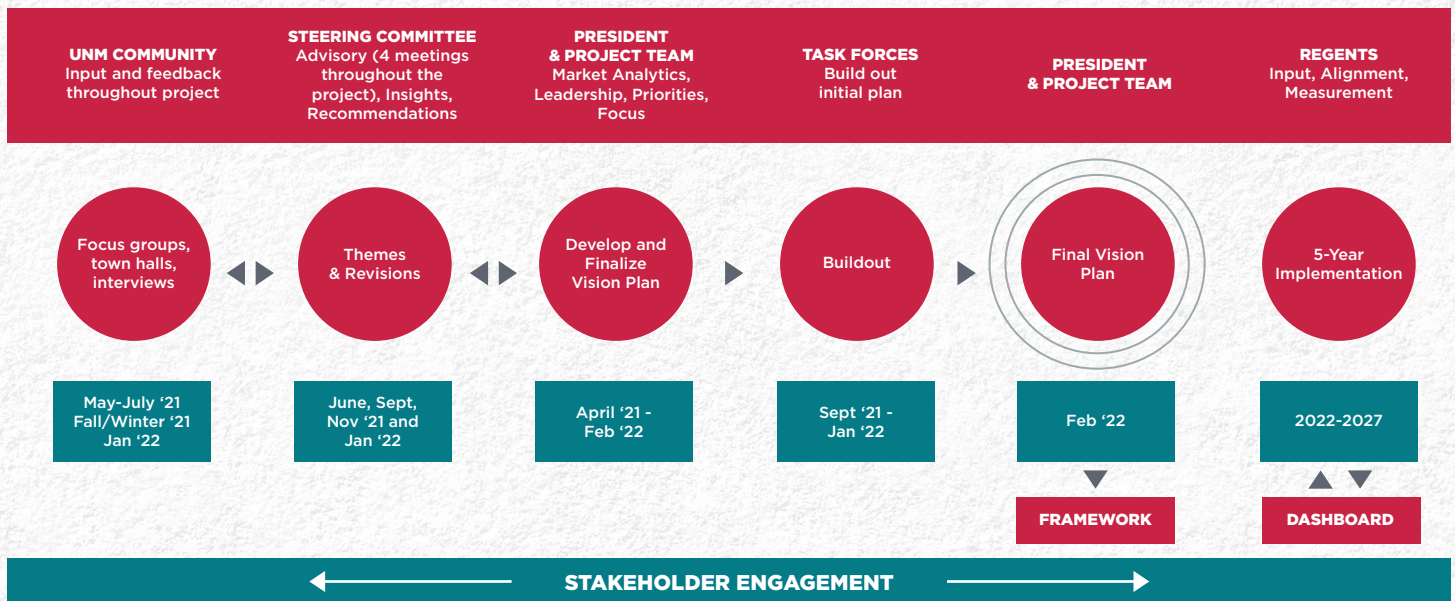 UNM COMMUNITY
Input and feedback
throughout project
STEERING COMMITTEE
Advisory (4 meetings
throughout the
project), Insights,
Recommendations
PRESIDENT
& PROJECT TEAM
Market Analytics,
Leadership, Priorities,
Focus
TASK FORCES
Build out
initial plan
PRESIDENT
& PROJECT TEAM
REGENTS
Input, Alignment,
Measurement
Focus groups,
town halls,
interviews
Themes
& Revisions
Develop and
Finalize
Vision Plan
Buildout
Final Vision
Plan
5-Year
Implementation
May-July ‘21
Fall/Winter ‘21
Jan ‘22
June, Sept,
Nov ‘21 and
Jan ‘22
April ‘21 -
Feb ‘22
Sept ‘21 -
Jan ‘22
Feb ‘22
2022-2027
FRAMEWORK
DASHBOARD
STAKEHOLDER ENGAGEMENT